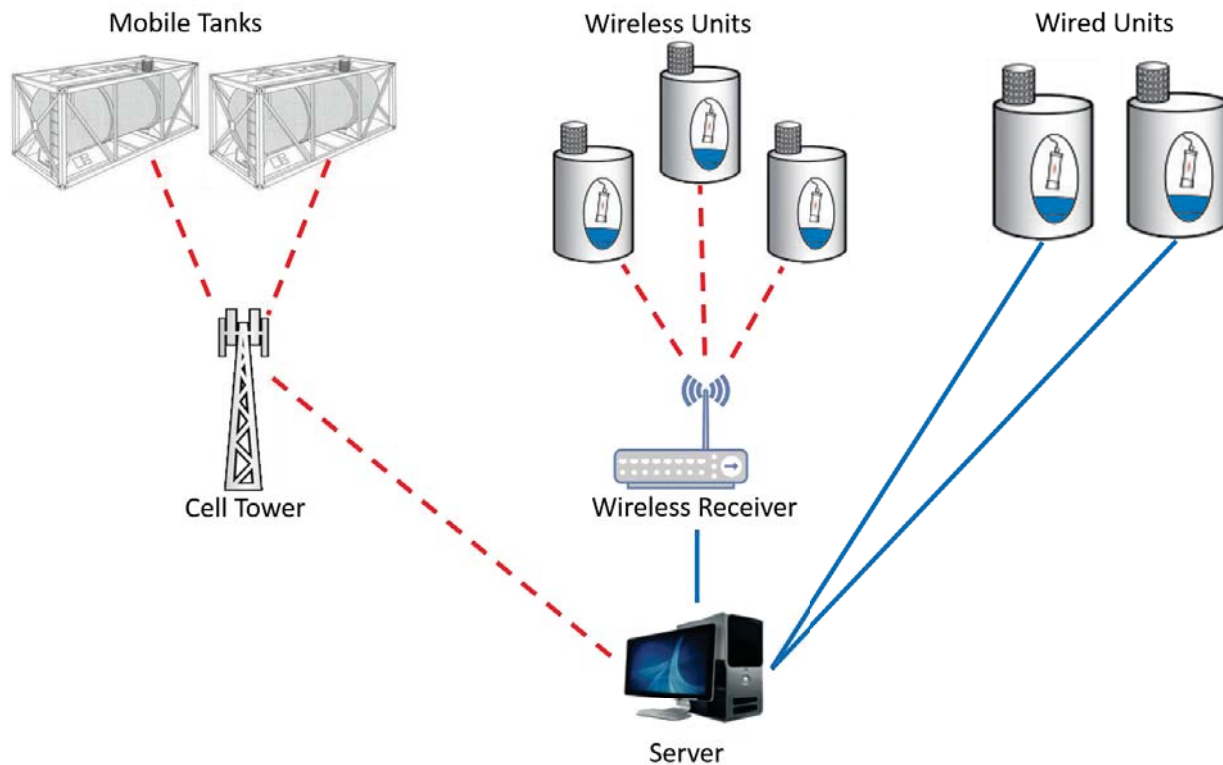 Mobile Tanks
Wireless Units
Wired Units
Cell Tower
Wireless Receiver
Server